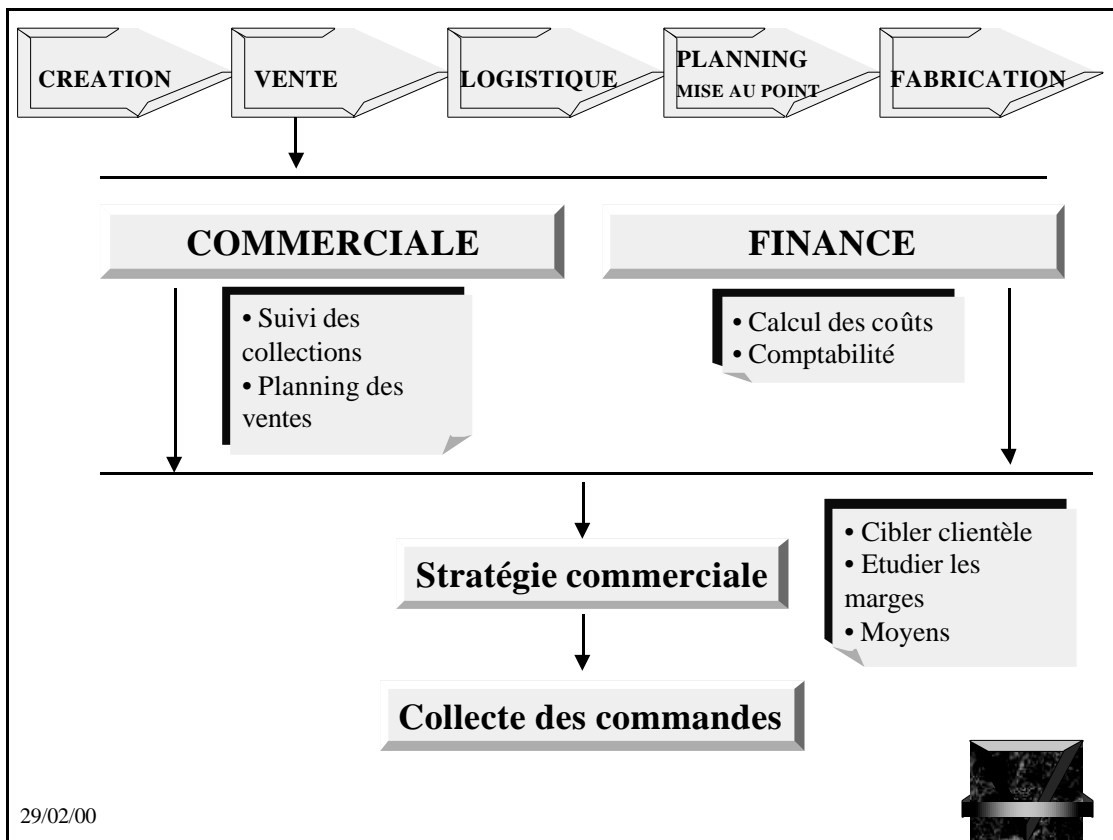 CREATION
VENTE
LOGISTIQUE
PLANNING
MISE AU POINT
FABRICATION
COMMERCIALE
FINANCE
• Suivi des
collections
• Planning des
ventes
• Calcul des coûts
• Comptabilité
• Cibler clientèle
• Etudier les
marges
• Moyens
Stratégie commerciale
Collecte des commandes
29/02/00